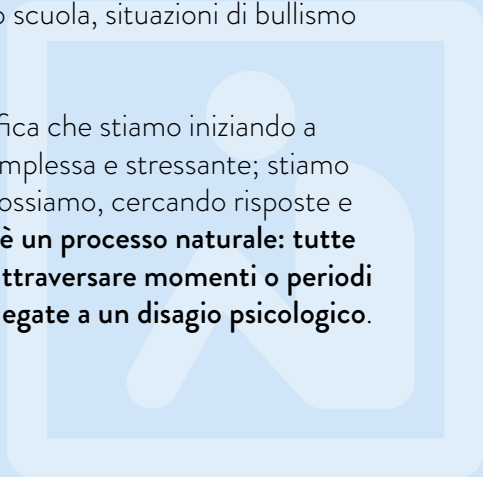 o scuola, situazioni di bullismo
fica che stiamo iniziando a
mplessa e stressante; stiamo
ossiamo, cercando risposte e
è un processo naturale: tutte
ttraversare momenti o periodi
egate a un disagio psicologico.